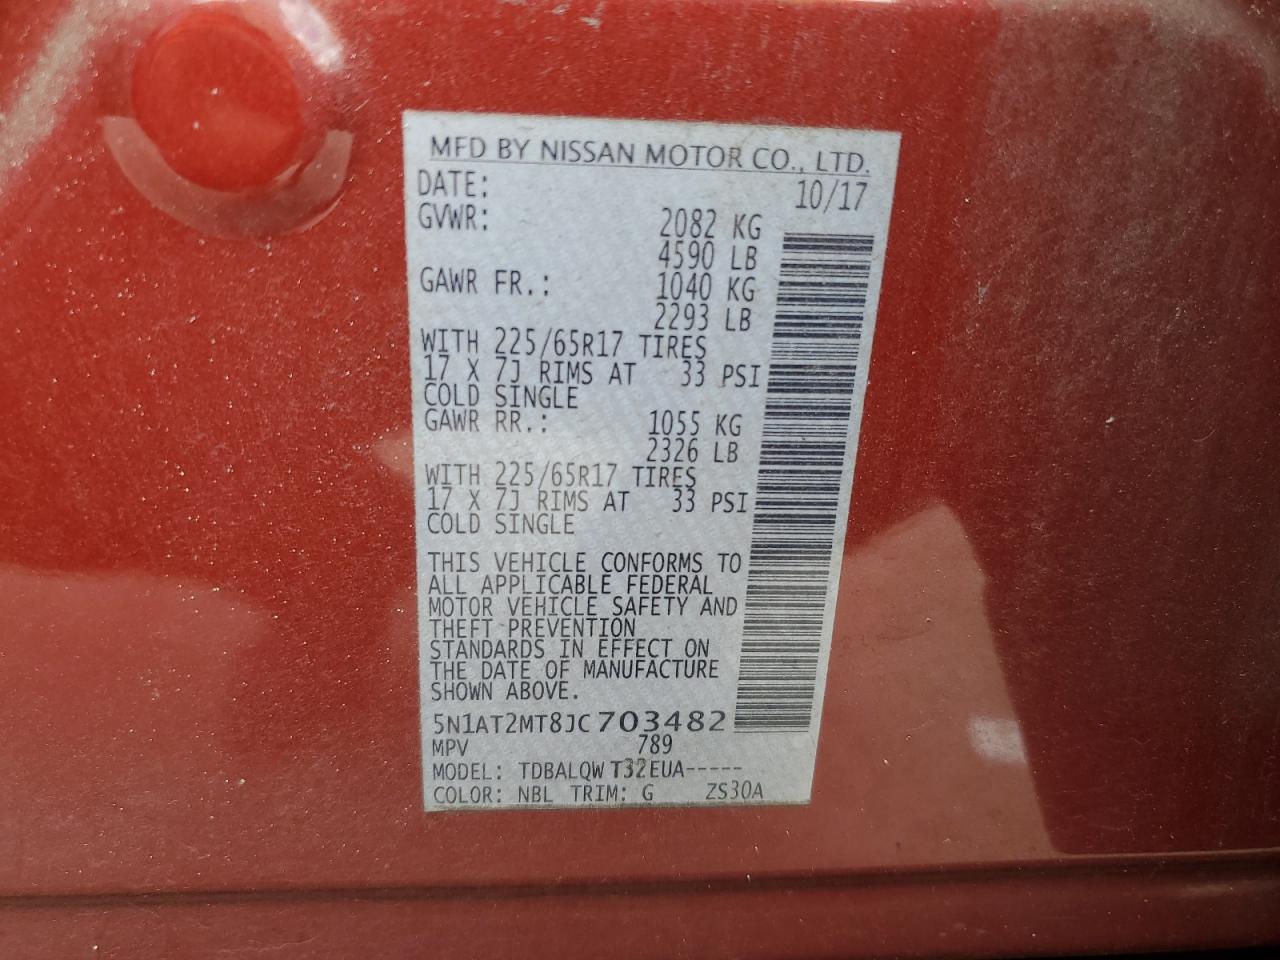 MFD BY NISSAN MOTOR CO., LTD.
DATE: 10/17
GVWR: 2082 KG
4590 LB
GAWR FR.: 1040 KG
2293 LB
WITH 225/65R17 TIRES
17 X 7J RIMS AT 33 PSI
COLD SINGLE
GAWR RR.: 1055 KG
2326 LB
WITH 225/65R17 TIRES
17 X 7J RIMS AT 33 PSI
COLD SINGLE
THIS VEHICLE CONFORMS TO
ALL APPLICABLE FEDERAL
MOTOR VEHICLE SAFETY AND
THEFT PREVENTION
STANDARDS IN EFFECT ON
THE DATE OF MANUFACTURE
SHOWN ABOVE.
5N1AT2MT8JC703482
MPV 789
MODEL: TDBALQWT32EUA-----
COLOR: NBL TRIM: G ZS30A